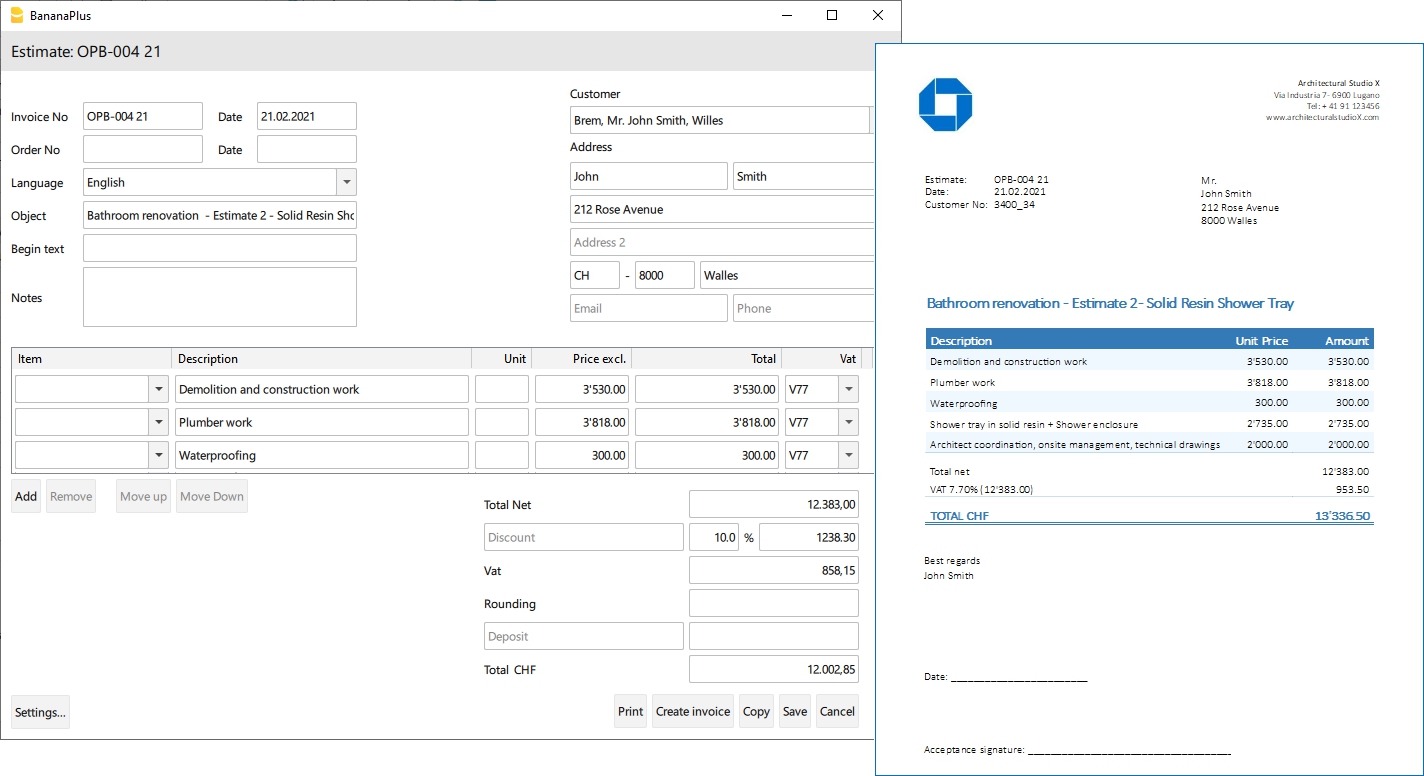 BananaPlus
Estimate: OPB-004 21
Invoice No OPB-004 21 Date 21.02.2021
Order No Date
Language English
Object Bathroom renovation - Estimate 2 - Solid Resin Sho
Begin text
Notes
Customer
Brem, Mr. John Smith, Willes
Address
John Smith
212 Rose Avenue
Address 2
CH - 8000 Walles
Email Phone
Item Description Unit Price excl. Total Vat
Demolition and construction work 3'530.00 3'530.00 V77
Plumber work 3'818.00 3'818.00 V77
Waterproofing 300.00 300.00 V77
Add Remove Move up Move Down
Total Net 12.383,00
Discount 10.0 % 1238.30
Vat 858,15
Rounding
Deposit
Total CHF 12.002,85
Settings... Print Create invoice Copy Save Cancel
Architectural Studio X
Via Industria 7- 6900 Lugano
Tel: + 41 91 123456
www.architecturalstudioX.com
Estimate: OPB-004 21
Date: 21.02.2021
Customer No: 3400_34
Mr.
John Smith
212 Rose Avenue
8000 Walles
Bathroom renovation - Estimate 2- Solid Resin Shower Tray
Description Unit Price Amount
Demolition and construction work 3'530.00 3'530.00
Plumber work 3'818.00 3'818.00
Waterproofing 300.00 300.00
Shower tray in solid resin + Shower enclosure 2'735.00 2'735.00
Architect coordination, onsite management, technical drawings 2'000.00 2'000.00
Total net 12'383.00
VAT 7.70% (12'383.00) 953.50
TOTAL CHF 13'336.50
Best regards
John Smith
Date: ________________________
Acceptance signature: ____________________________________